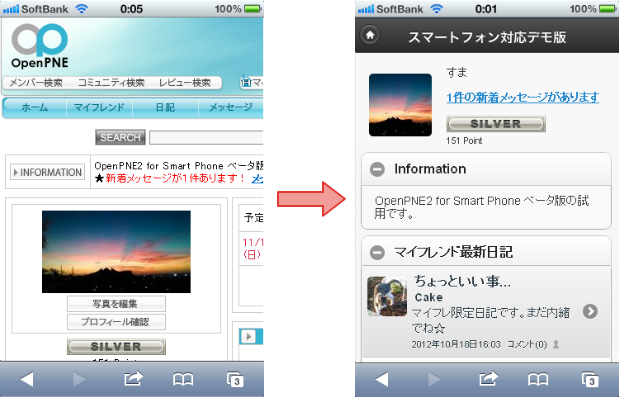 SoftBank 0:05 100%
OpenPNE
メンバー検索 コミュニティ検索 レビュー検索
ホーム マイフレンド 日記 メッセージ
SEARCH
INFORMATION
OpenPNE2 for Smart Phone ベータ版
★新着メッセージが1件あります!
予定
11/1
(日)
写真を編集
プロフィール確認
SILVER
151 Point
3
SoftBank 0:01 100%
スマートフォン対応デモ版
すま
1件の新着メッセージがあります
SILVER
151 Point
Information
OpenPNE2 for Smart Phone ベータ版の試
用です。
マイフレンド最新日記
ちょっといい事...
Cake
マイフレ限定日記です。まだ内緒
でね☆
2012年10月18日16:03 コメント(0)
3